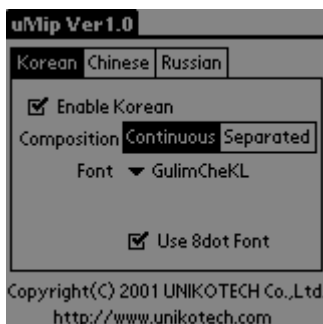 uMip Ver1.0
Korean Chinese Russian
Enable Korean
Composition Continuous Separated
Font GulimCheKL
Use 8dot Font
Copyright(C) 2001 UNIKOTECH Co.,Ltd
http://www.unikotech.com